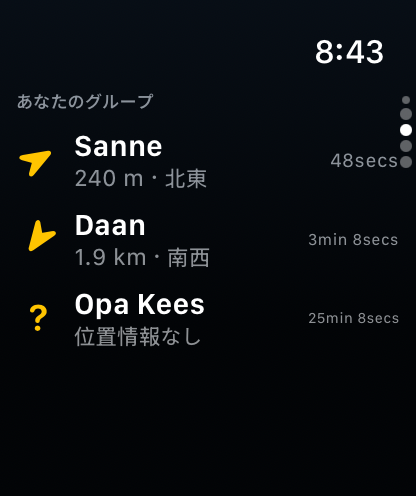 8:43
あなたのグループ
Sanne
240 m · 北東
48secs
Daan
1.9 km · 南西
3min 8secs
?
Opa Kees
位置情報なし
25min 8secs